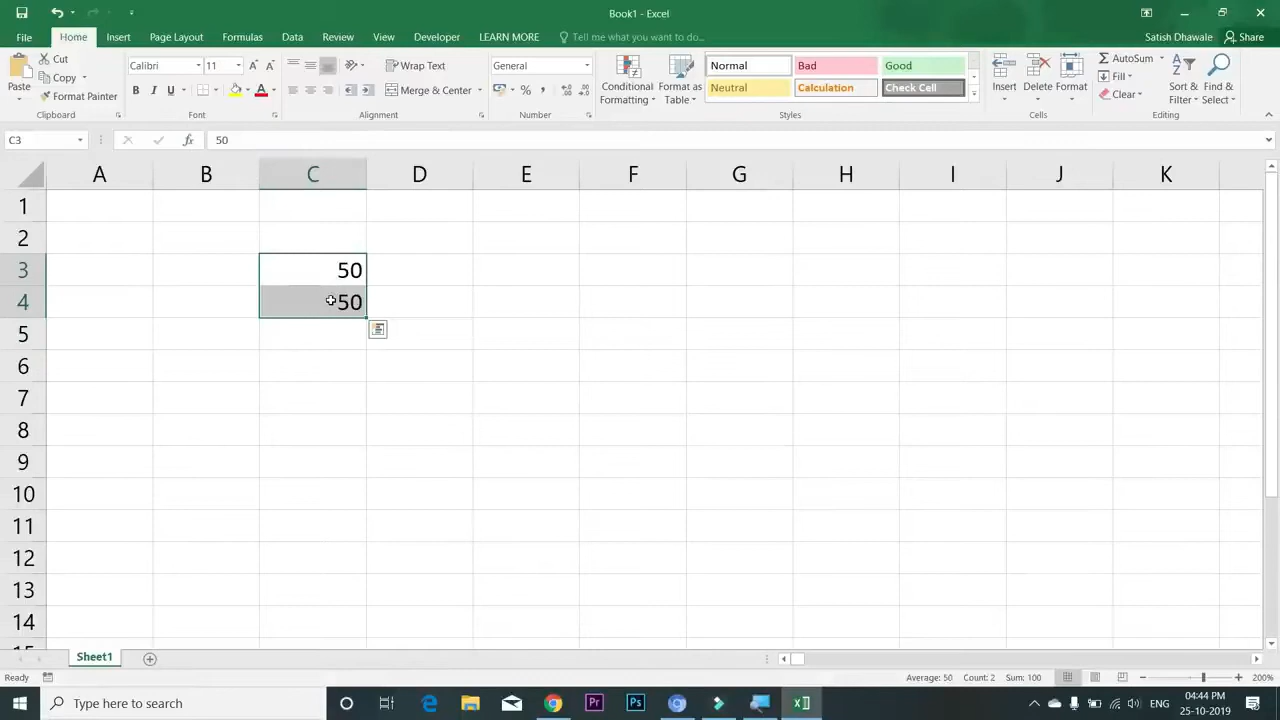 Book1 - Excel
File Home Insert Page Layout Formulas Data Review View Developer LEARN MORE Tell me what you want to do... Satish Dhawale Share
Paste
Cut
Copy
Format Painter
Clipboard
Calibri 11
B I U
Font
Wrap Text
Merge & Center
Alignment
General
%
Number
Conditional Formatting
Format as Table
Normal Bad Good
Neutral Calculation Check Cell
Styles
Insert Delete Format
Cells
AutoSum
Fill
Clear
Sort & Filter
Find & Select
Editing
C3 fx 50
A B C D E F G H I J K
1
2
3 50
4 50
5
6
7
8
9
10
11
12
13
14
15
Sheet1
Ready Average: 50 Count: 2 Sum: 100 200%
Type here to search Pr Ps ENG 04:44 PM
25-10-2019